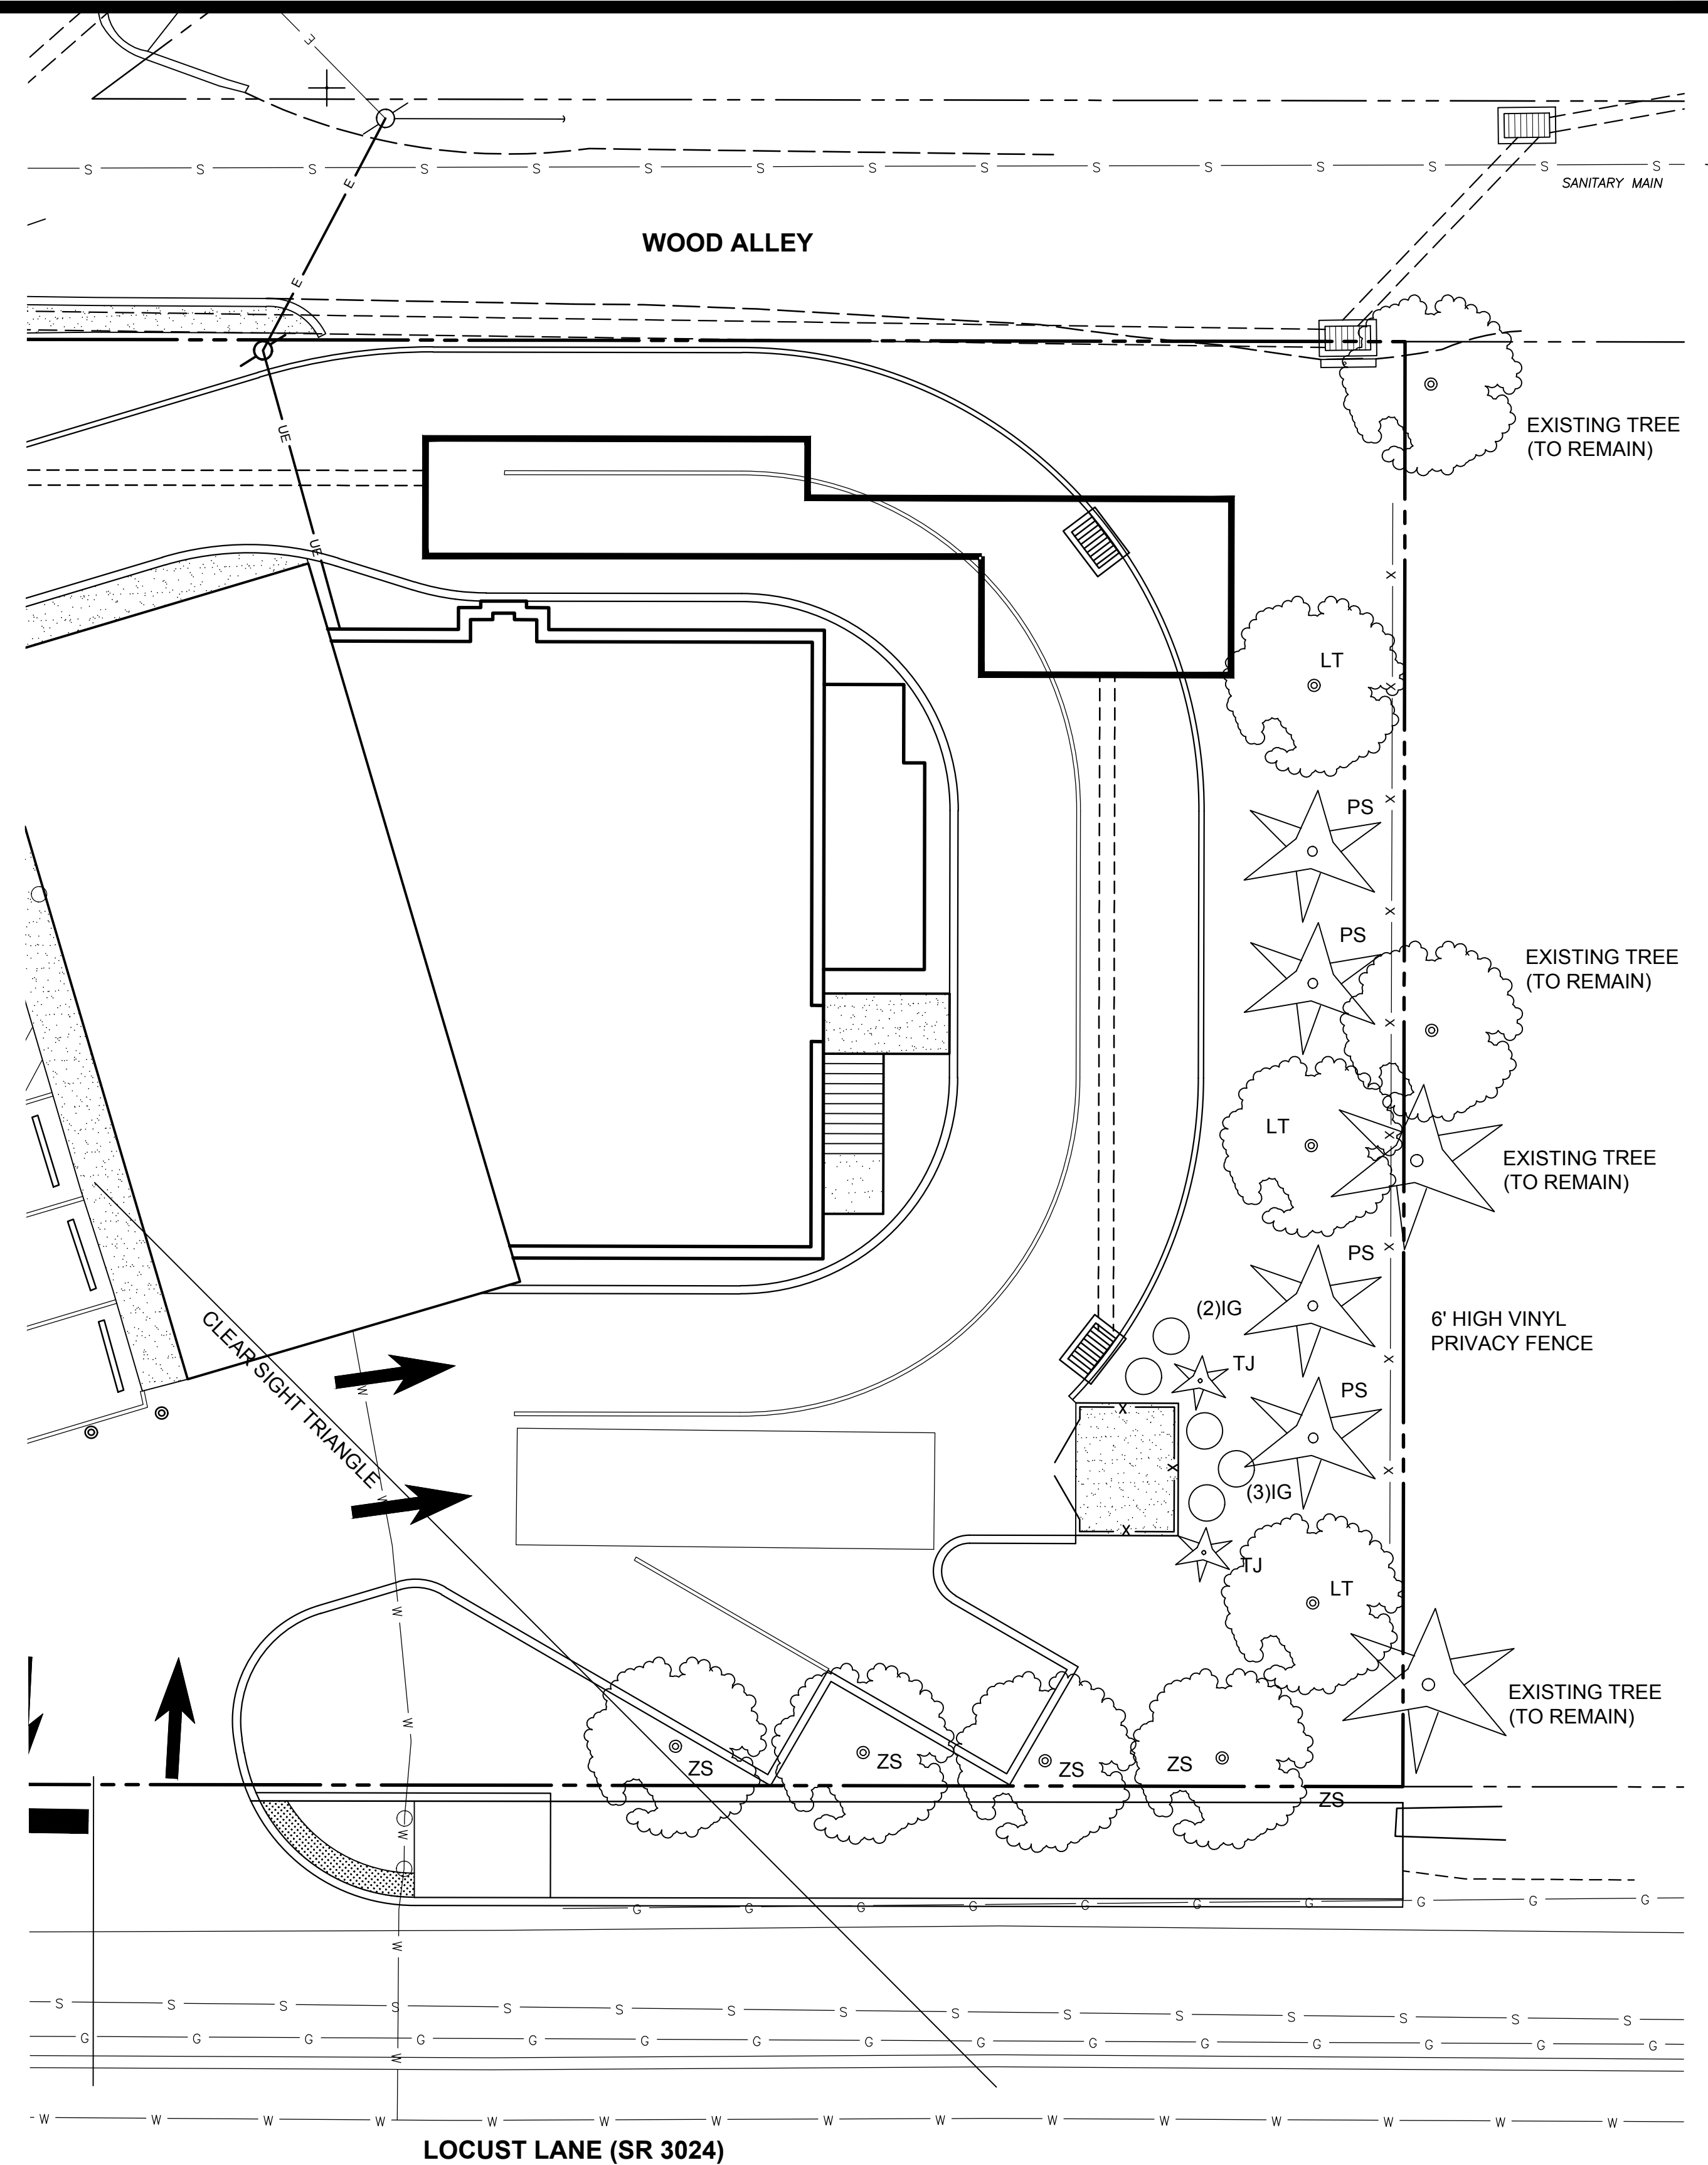 E
S S S S S S S S S S S S S S S
SANITARY MAIN
E
WOOD ALLEY
E
EXISTING TREE
(TO REMAIN)
UE
UE
X
LT
X
PS
X
X
PS
EXISTING TREE
(TO REMAIN)
X
LT
X
EXISTING TREE
(TO REMAIN)
PS
X
(2)IG
6' HIGH VINYL
PRIVACY FENCE
TJ
X
PS
CLEAR SIGHT TRIANGLE
W
X
X
X
(3)IG
W
X
TJ
LT
W
EXISTING TREE
(TO REMAIN)
W
ZS
ZS
ZS
ZS
ZS
W
G G G G G G G G G G
W
S S S S S S S S S S S S S S S
G G G G G G G G G G G G G G G
W
W W W W W W W W W W W W W W W
LOCUST LANE (SR 3024)